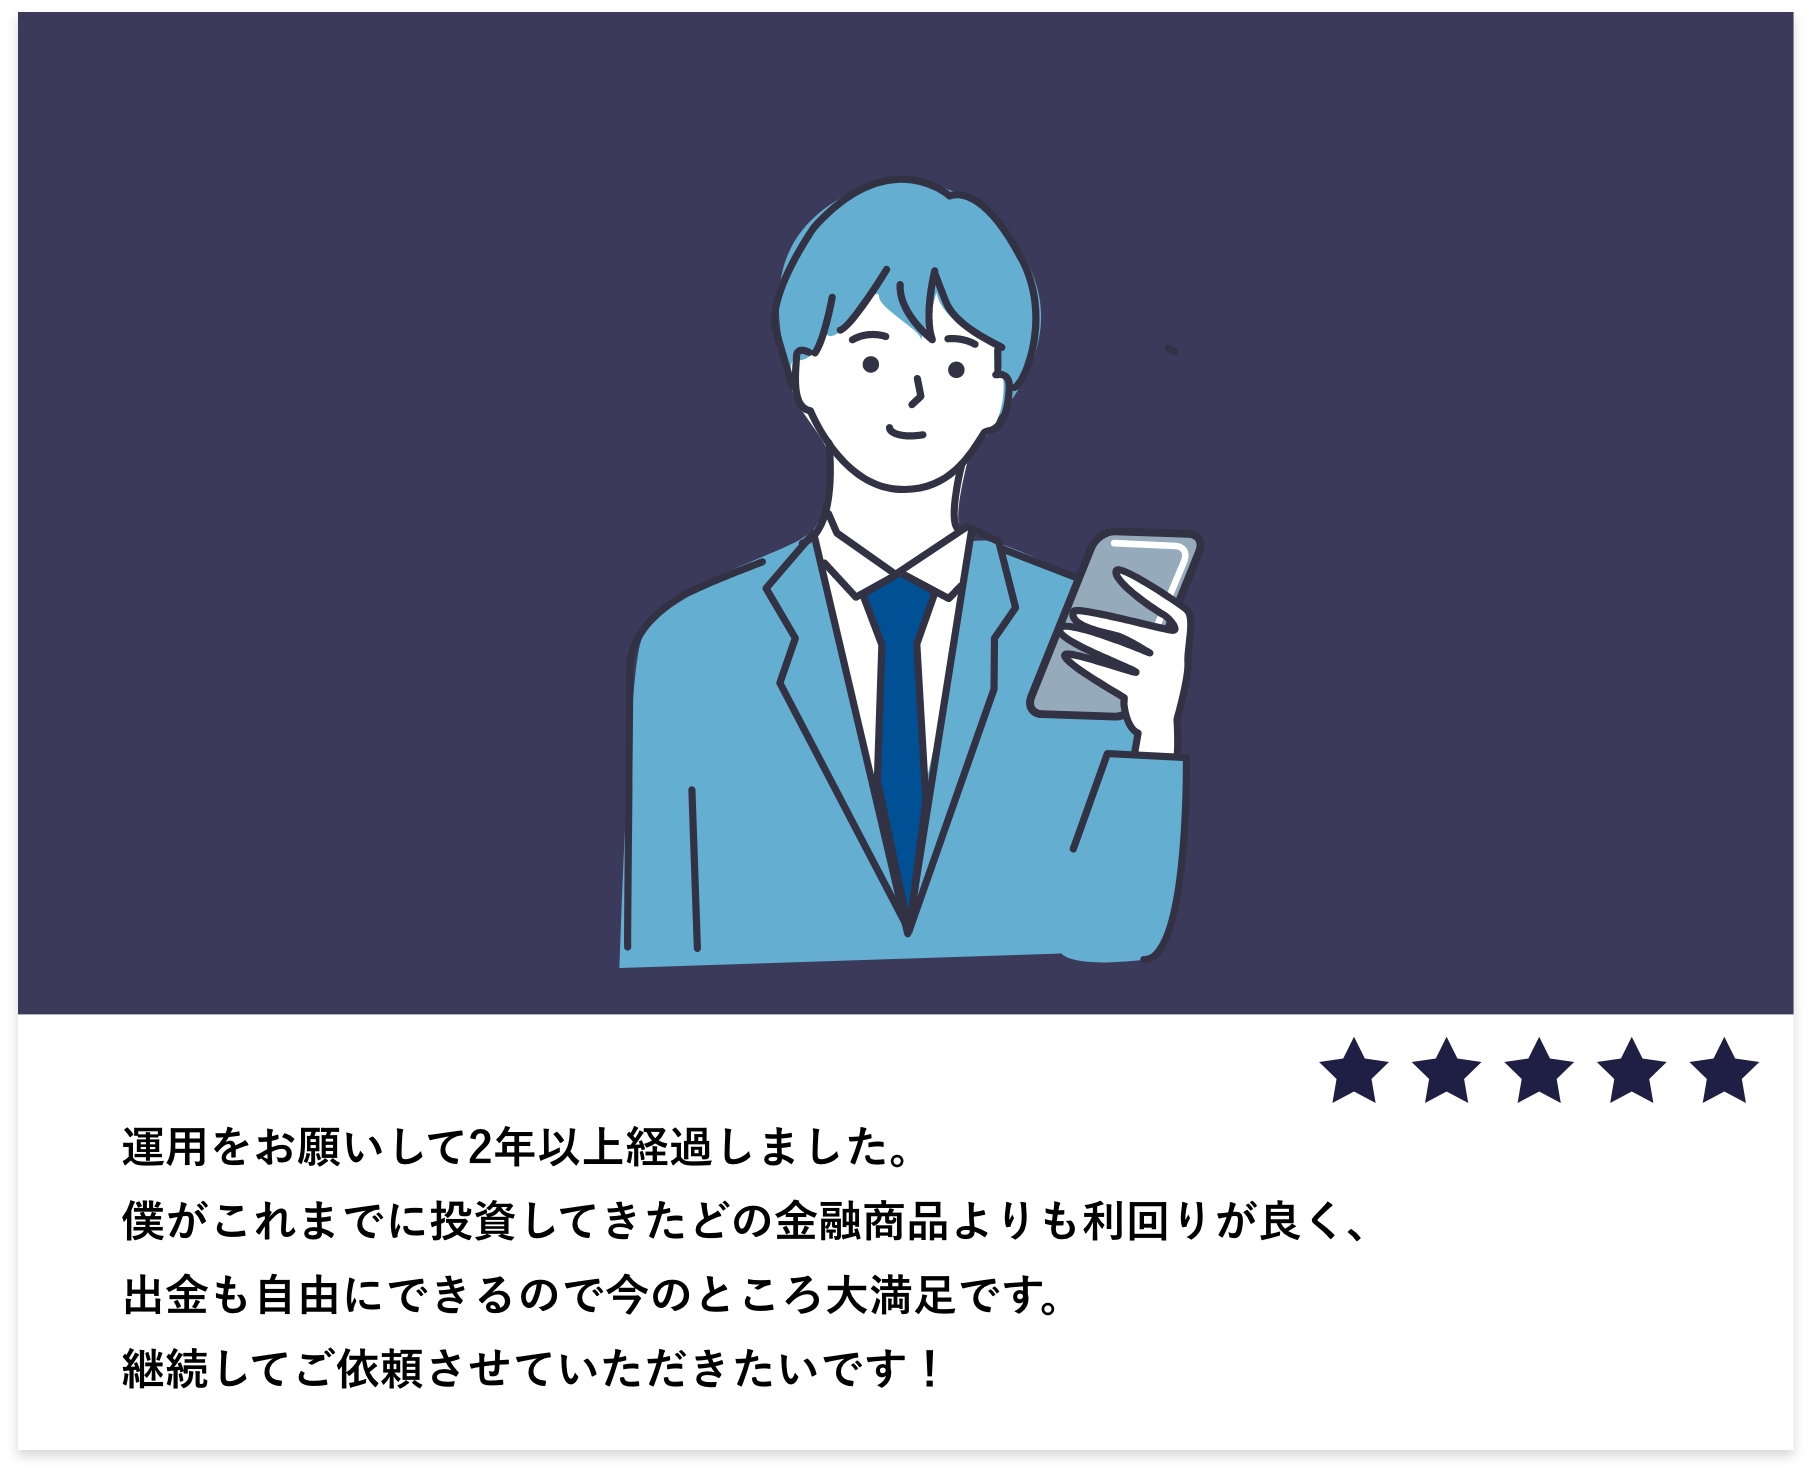 運用をお願いして2年以上経過しました。
僕がこれまでに投資してきたどの金融商品よりも利回りが良く、
出金も自由にできるので今のところ大満足です。
継続してご依頼させていただきたいです！